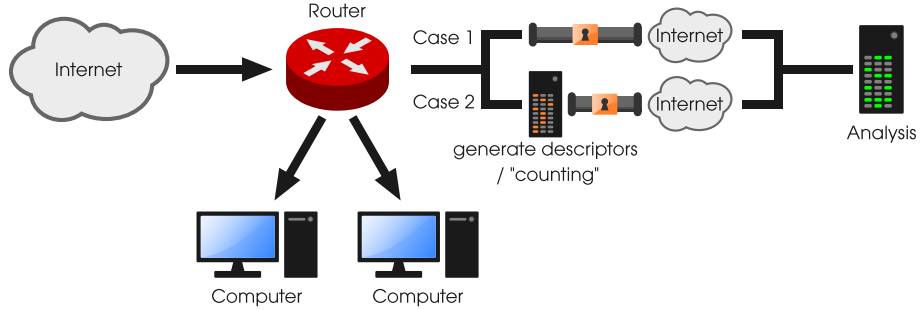 Router
Internet
Case 1
Internet
Case 2
Internet
Analysis
generate descriptors
/ "counting"
Computer
Computer